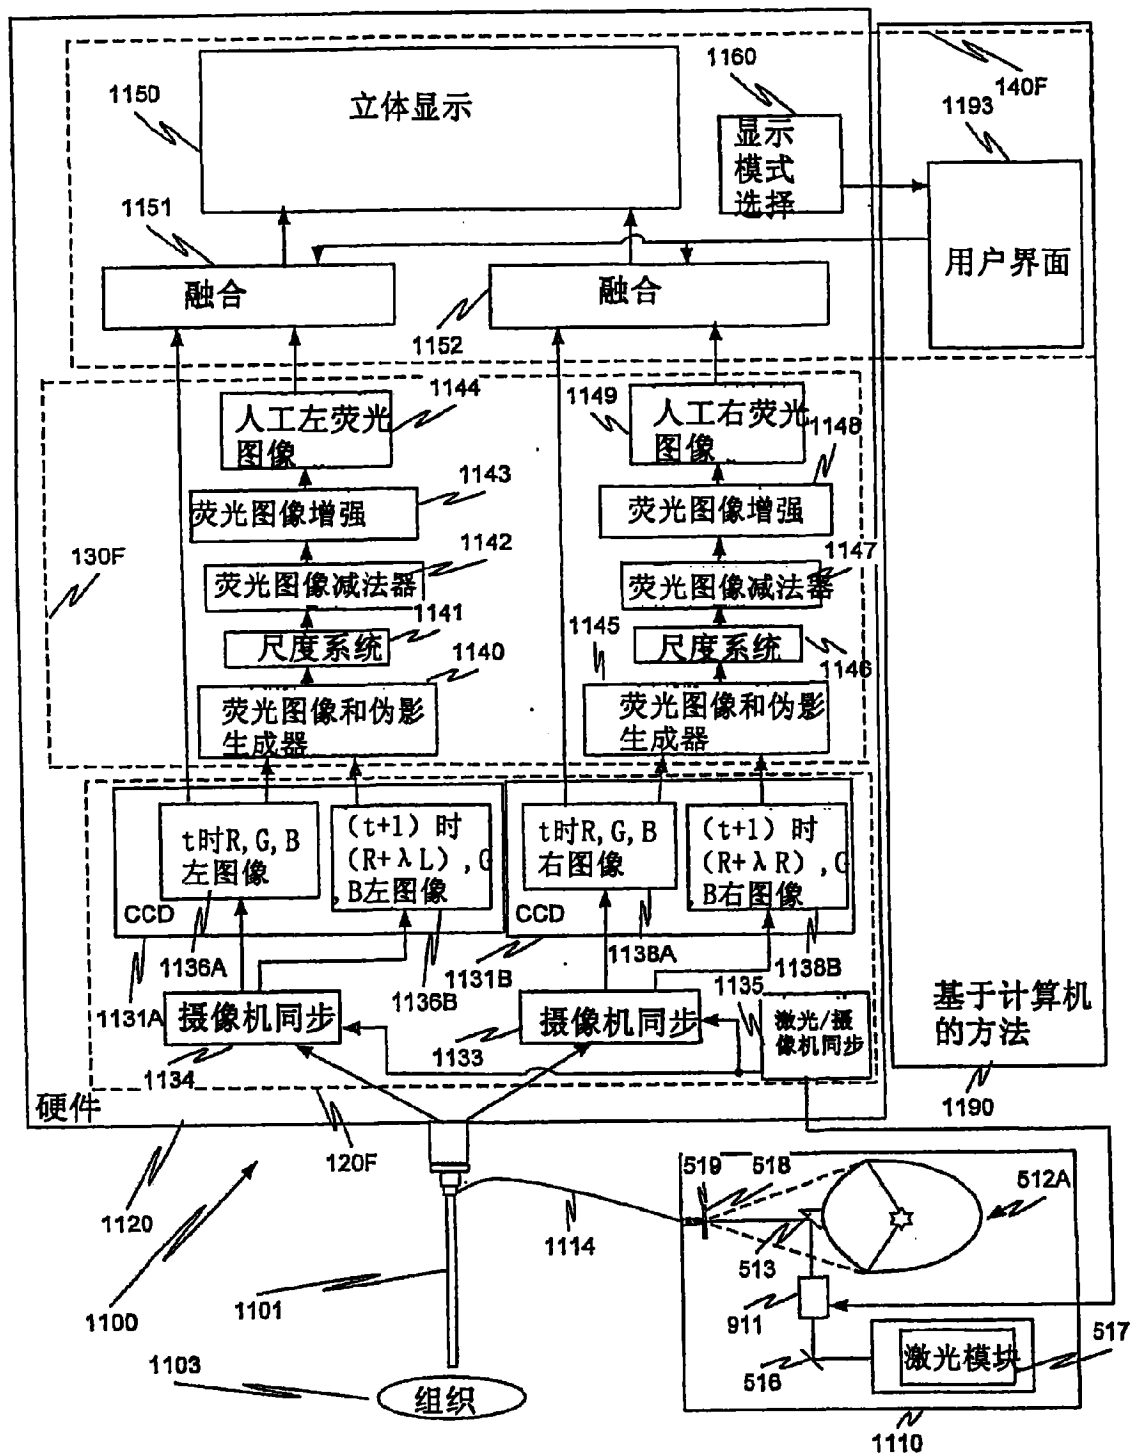 1150
立体显示
1160
显示
模式
选择
140F
1193
用户界面
1151
融合
1152
融合
1144
人工左荧光
图像
1149
人工右荧光
图像
1148
1143
荧光图像增强
荧光图像增强
130F
1142
荧光图像减法器
1147
荧光图像减法器
1141
尺度系统
1145
尺度系统
1146
1140
荧光图像和伪影
生成器
荧光图像和伪影
生成器
t时R,G,B
左图像
(t+1)时
(R+λL),G
,B左图像
CCD
t时R,G,B
右图像
(t+1)时
(R+λR),G
B右图像
CCD
1131A
1136A
1136B
1131B
1138A
1135
1138B
摄像机同步
1134
1133
摄像机同步
激光/摄
像机同步
基于计算机
的方法
1190
硬件
1120
120F
1100
1101
1103
组织
1114
519
518
512A
513
911
516
激光模块
517
1110